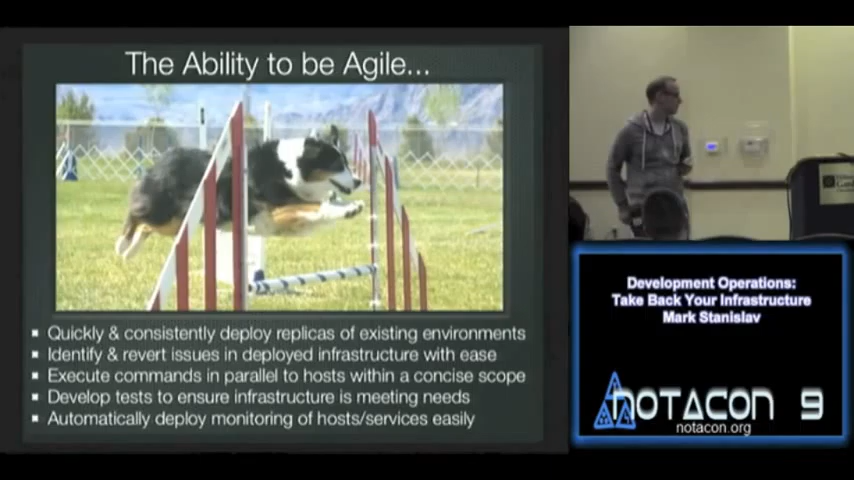 The Ability to be Agile...
▪ Quickly & consistently deploy replicas of existing environments
▪ Identify & revert issues in deployed infrastructure with ease
▪ Execute commands in parallel to hosts within a concise scope
▪ Develop tests to ensure infrastructure is meeting needs
▪ Automatically deploy monitoring of hosts/services easily
Development Operations:
Take Back Your Infrastructure
Mark Stanislav
NOTACON 9
notacon.org